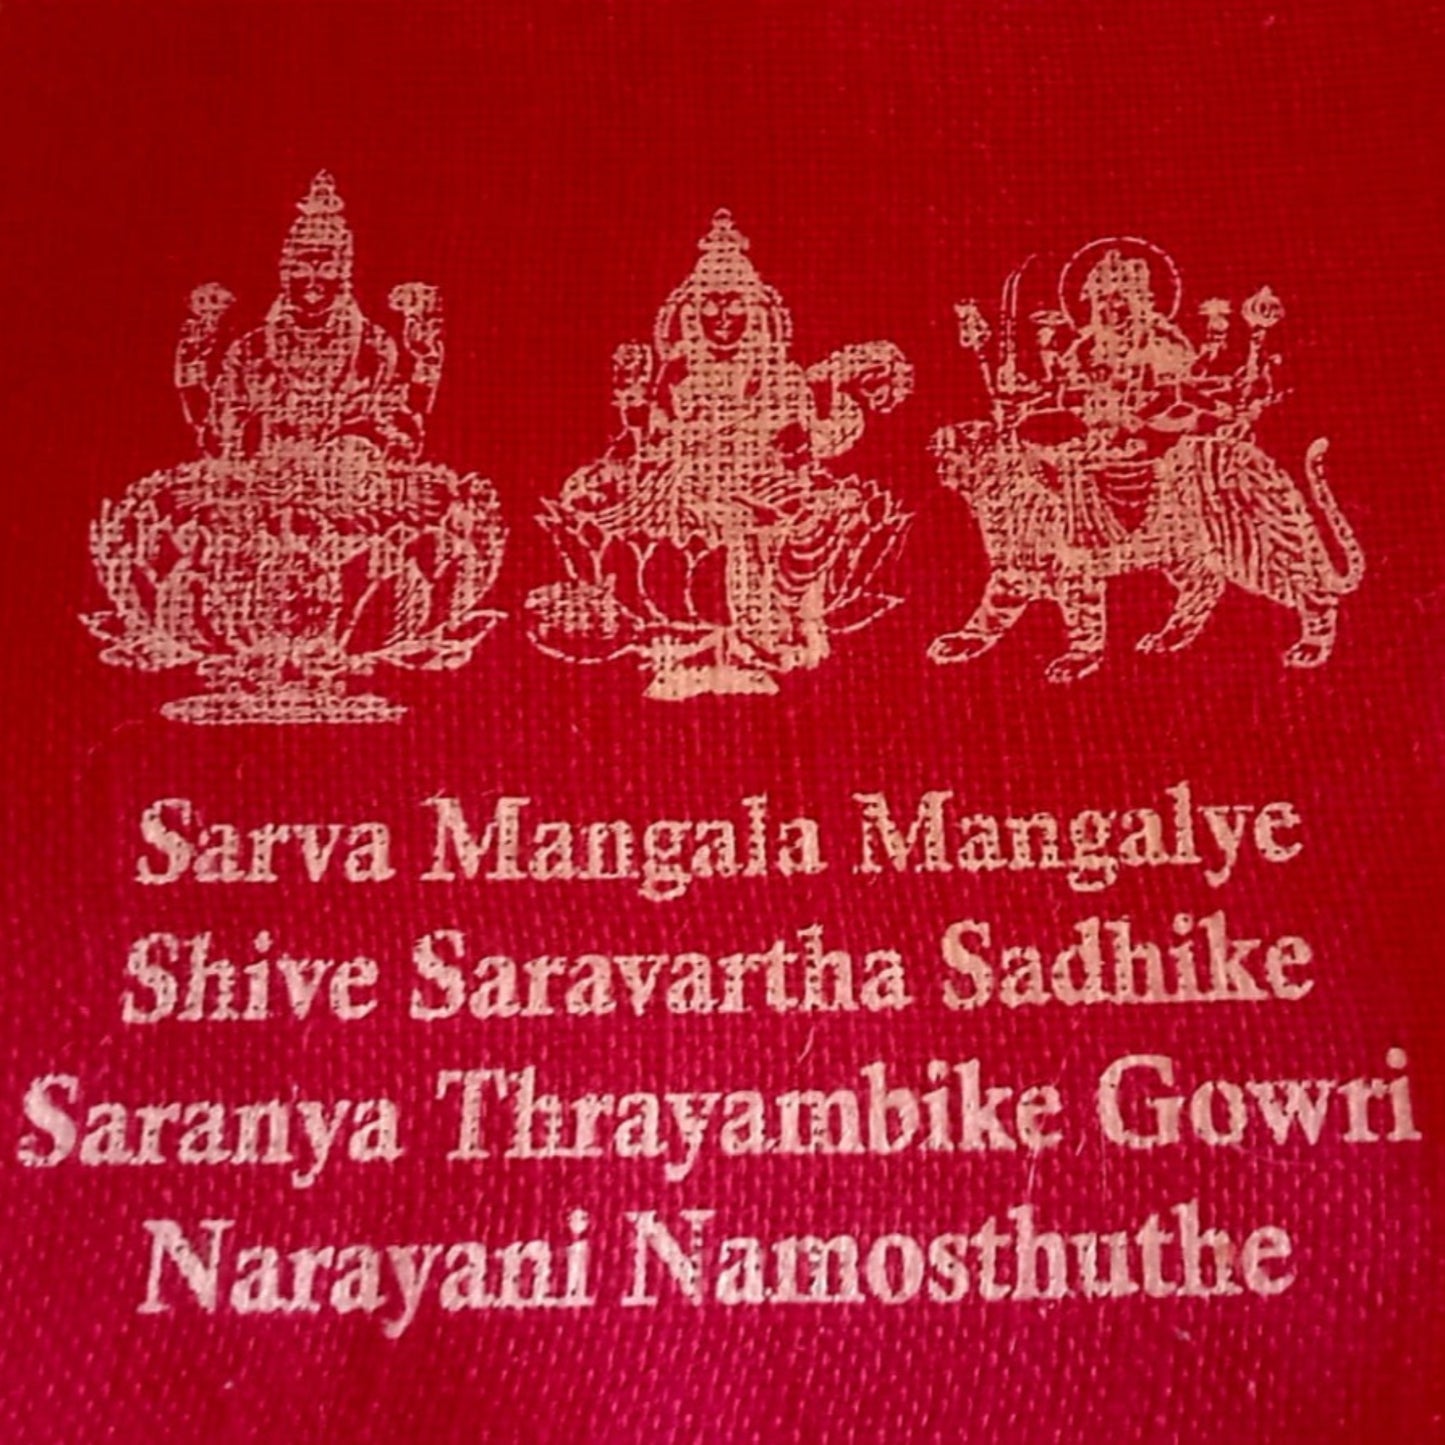 Sarva Mangala Mangalye
Shive Saravartha Sadhike
Saranya Thrayambike Gowri
Narayani Namosthuthe